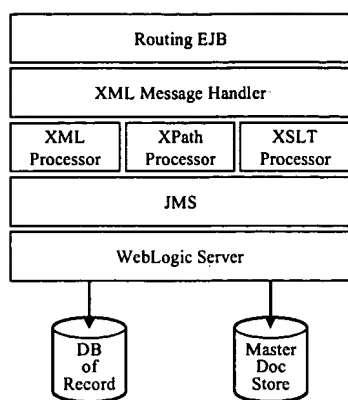 Routing EJB
XML Message Handler
XML
Processor
XPath
Processor
XSLT
Processor
JMS
WebLogic Server
DB
of
Record
Master
Doc
Store